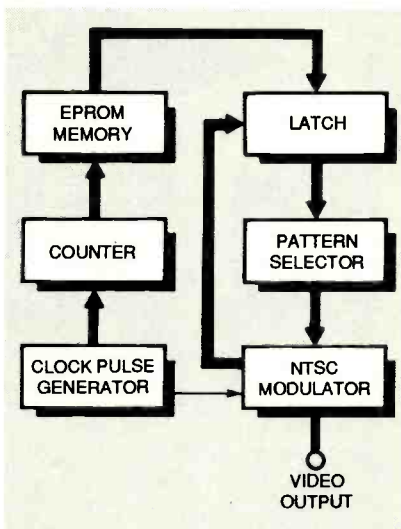 EPROM
MEMORY
LATCH
COUNTER
PATTERN
SELECTOR
CLOCK PULSE
GENERATOR
NTSC
MODULATOR
VIDEO
OUTPUT